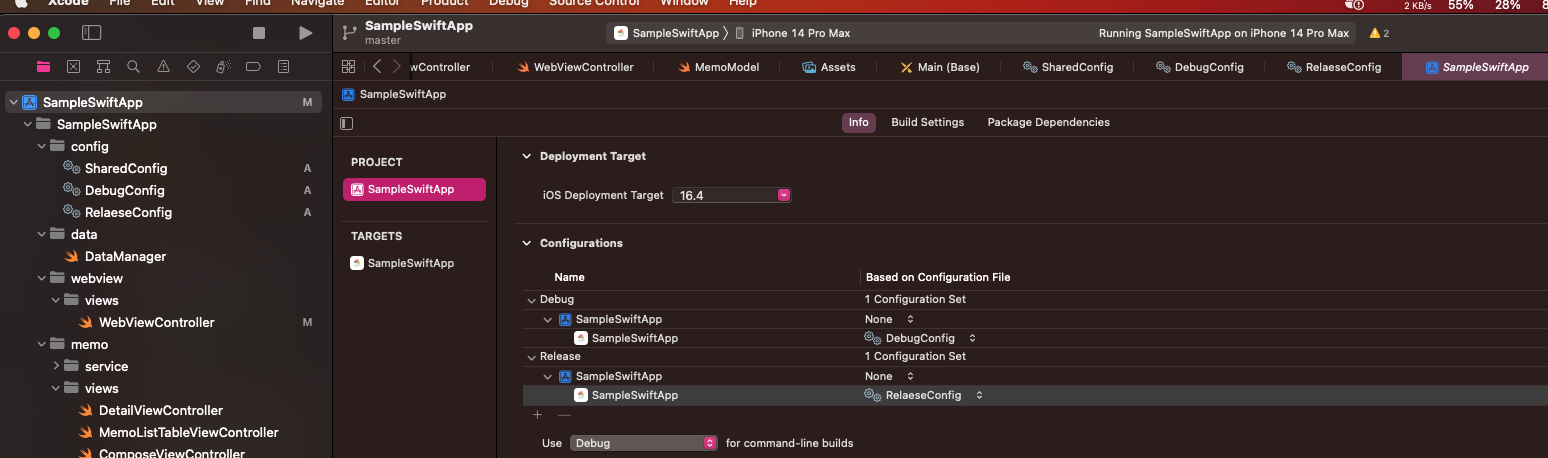 Xcode File Edit View Find Navigate Editor Product Debug Source Control Window Help 2 KB/s 55% 28%
SampleSwiftApp
master
SampleSwiftApp iPhone 14 Pro Max Running SampleSwiftApp on iPhone 14 Pro Max 2
wController WebViewController MemoModel Assets Main (Base) SharedConfig DebugConfig RelaeseConfig SampleSwiftApp
SampleSwiftApp M
SampleSwiftApp
config
SharedConfig A
DebugConfig A
RelaeseConfig A
data
DataManager
webview
views
WebViewController M
memo
service
views
DetailViewController
MemoListTableViewController
ComposeViewController
SampleSwiftApp
Info Build Settings Package Dependencies
PROJECT
SampleSwiftApp
TARGETS
SampleSwiftApp
Deployment Target
iOS Deployment Target 16.4
Configurations
Name Based on Configuration File
Debug 1 Configuration Set
SampleSwiftApp None
SampleSwiftApp DebugConfig
Release 1 Configuration Set
SampleSwiftApp None
SampleSwiftApp RelaeseConfig
+ —
Use Debug for command-line builds